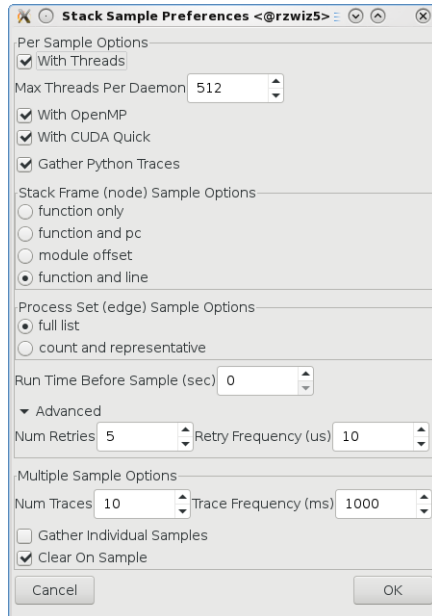 Stack Sample Preferences <@rzwiz5>
Per Sample Options
With Threads
Max Threads Per Daemon 512
With OpenMP
With CUDA Quick
Gather Python Traces
Stack Frame (node) Sample Options
function only
function and pc
module offset
function and line
Process Set (edge) Sample Options
full list
count and representative
Run Time Before Sample (sec) 0
Advanced
Num Retries 5 Retry Frequency (us) 10
Multiple Sample Options
Num Traces 10 Trace Frequency (ms) 1000
Gather Individual Samples
Clear On Sample
Cancel OK